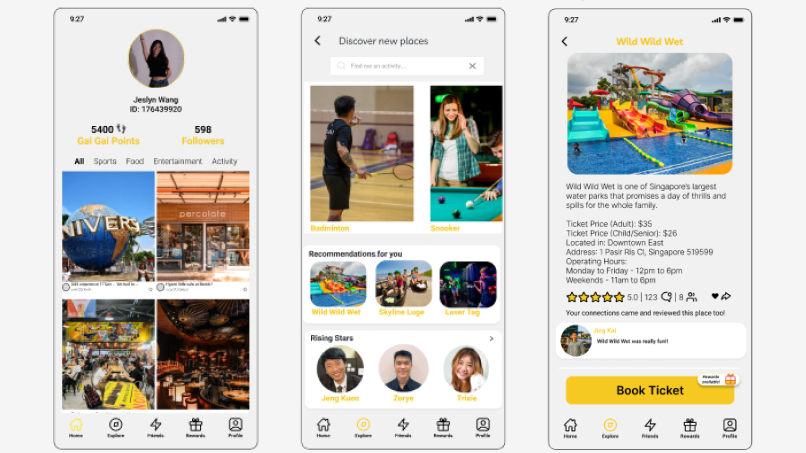 9:27
Jeslyn Wang
ID: 176439920
5400
Gai Gai Points
598
Followers
All Sports Food Entertainment Activity
UNIVERS
percolate
Home Explore Friends Rewards Profile
9:27
Discover new places
Find me an activity...
Badminton
Snooker
Recommendations for you
Wild Wild Wet
Skyline Luge
Laser Tag
Rising Stars
Jeng Kuen
Zorye
Trixie
Home Explore Friends Rewards Profile
9:27
Wild Wild Wet
Wild Wild Wet is one of Singapore's largest
water parks that promises a day of thrills and
spills for the whole family.
Ticket Price (Adult): $35
Ticket Price (Child/Senior): $26
Located in: Downtown East
Address: 1 Pasir Ris Cl, Singapore 519599
Operating Hours:
Monday to Friday - 12pm to 6pm
Weekends - 11am to 6pm
5.0 | 123 | 8
Your connections came and reviewed this place too!
Jing Kai
Wild Wild Wet was really fun!!
Rewards
available!
Book Ticket
Home Explore Friends Rewards Profile